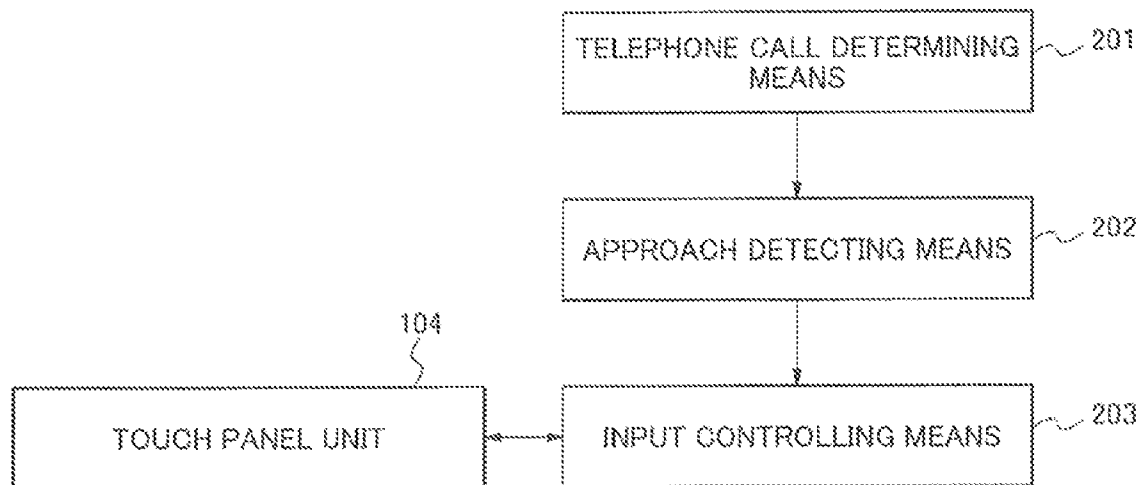 TELEPHONE CALL DETERMINING
MEANS
201
APPROACH DETECTING MEANS
202
104
TOUCH PANEL UNIT
INPUT CONTROLLING MEANS
203